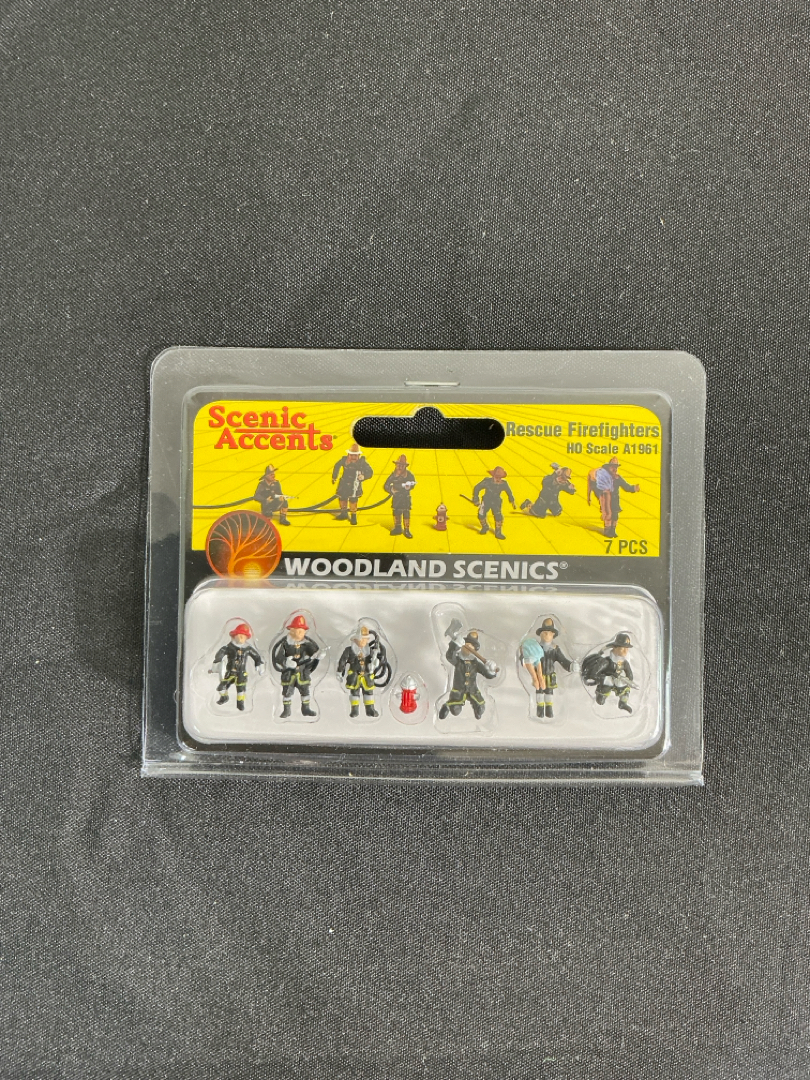 Scenic
Accents®
Rescue Firefighters
HO Scale A1961
7 PCS
WOODLAND SCENICS®